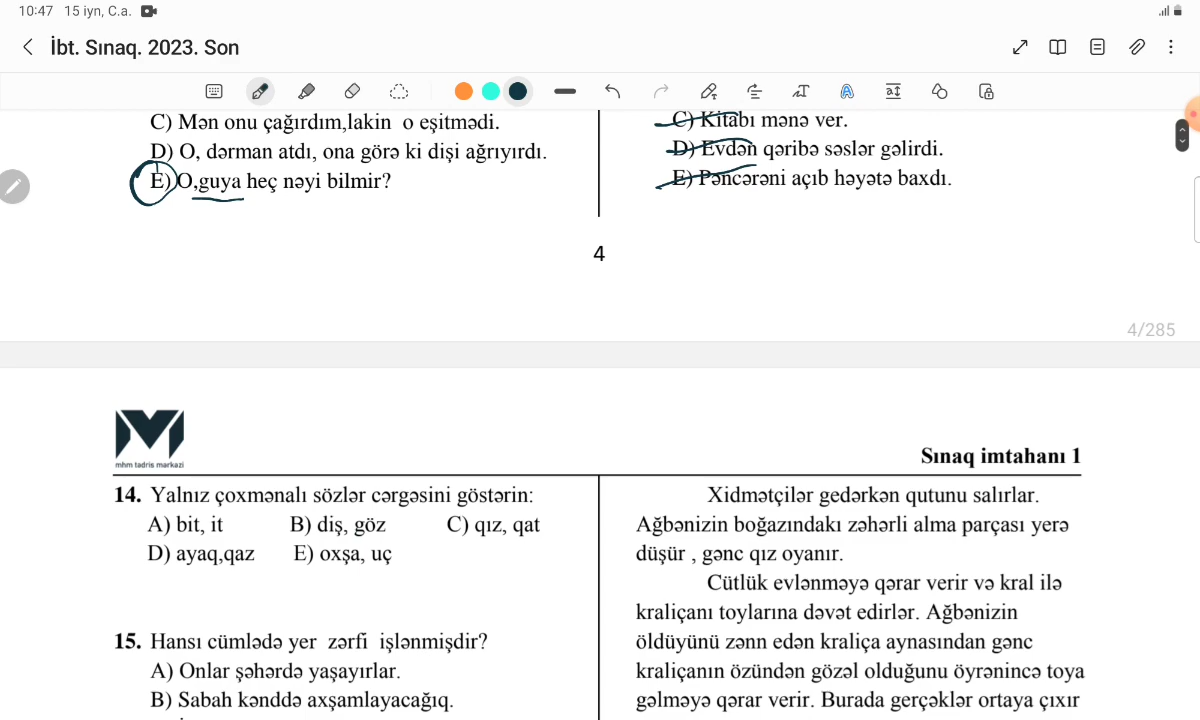 10:47 15 iyn, C.a.
İbt. Sınaq. 2023. Son
C) Mən onu çağırdım,lakin o eşitmədi.
D) O, dərman atdı, ona görə ki dişi ağrıyırdı.
E) O,guya heç nəyi bilmir?
C) Kitabı mənə ver.
D) Evdən qəribə səslər gəlirdi.
E) Pəncərəni açıb həyətə baxdı.
4
4/285
mhm tədris mərkəzi
Sınaq imtahanı 1
14. Yalnız çoxmənalı sözlər cərgəsini göstərin:
A) bit, it B) diş, göz C) qız, qat
D) ayaq,qaz E) oxşa, uç
15. Hansı cümlədə yer zərfi işlənmişdir?
A) Onlar şəhərdə yaşayırlar.
B) Sabah kənddə axşamlayacağıq.
Xidmətçilər gedərkən qutunu salırlar.
Ağbənizin boğazındakı zəhərli alma parçası yerə
düşür , gənc qız oyanır.
Cütlük evlənməyə qərar verir və kral ilə
kraliçanı toylarına dəvət edirlər. Ağbənizin
öldüyünü zənn edən kraliça aynasından gənc
kraliçanın özündən gözəl olduğunu öyrənincə toya
gəlməyə qərar verir. Burada gerçəklər ortaya çıxır